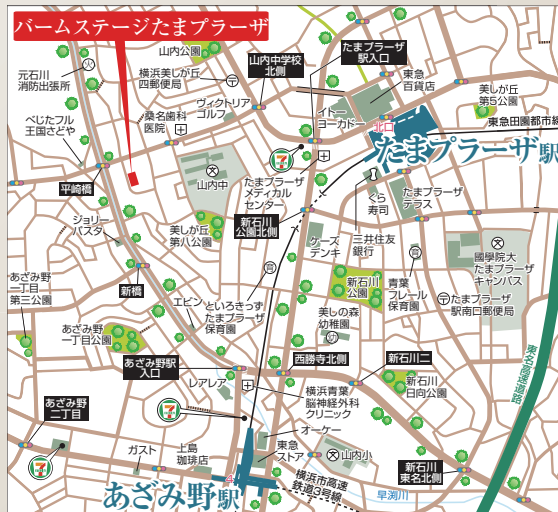 バームステージたまプラーザ
山内公園
元石川
消防出張所
横浜美しが丘
四郵便局
山内中学校
北側
たまプラーザ
駅入口
東急
百貨店
美しが丘
第5公園
べじたフル
王国さどや
桑名歯科
医院
ヴィクトリア
ゴルフ
イトー
ヨーカドー
北口
東急田園都市線
たまプラーザ駅
平崎橋
山内中
たまプラーザ
メディカル
センター
くら
寿司
たまプラーザ
テラス
ジョリー
パスタ
美しが丘
第八公園
新石川
公園北側
ケーズ
デンキ
三井住友
銀行
國學院大
たまプラーザ
キャンパス
あざみ野
一丁目
第三公園
新橋
といろきっず
たまプラーザ
保育園
新石川
公園
青葉
フレール
保育園
たまプラーザ
駅南口郵便局
エピン
あざみ野
一丁目公園
美しの森
幼稚園
あざみ野駅
入口
西勝寺北側
新石川二
東名高速道路
レアレア
横浜青葉
脳神経外科
クリニック
新石川
日向公園
あざみ野
二丁目
オーケー
ガスト
上島
珈琲店
東急
ストア
山内小
新石川
東名北側
あざみ野駅
横浜市高速
鉄道3号線
早渕川